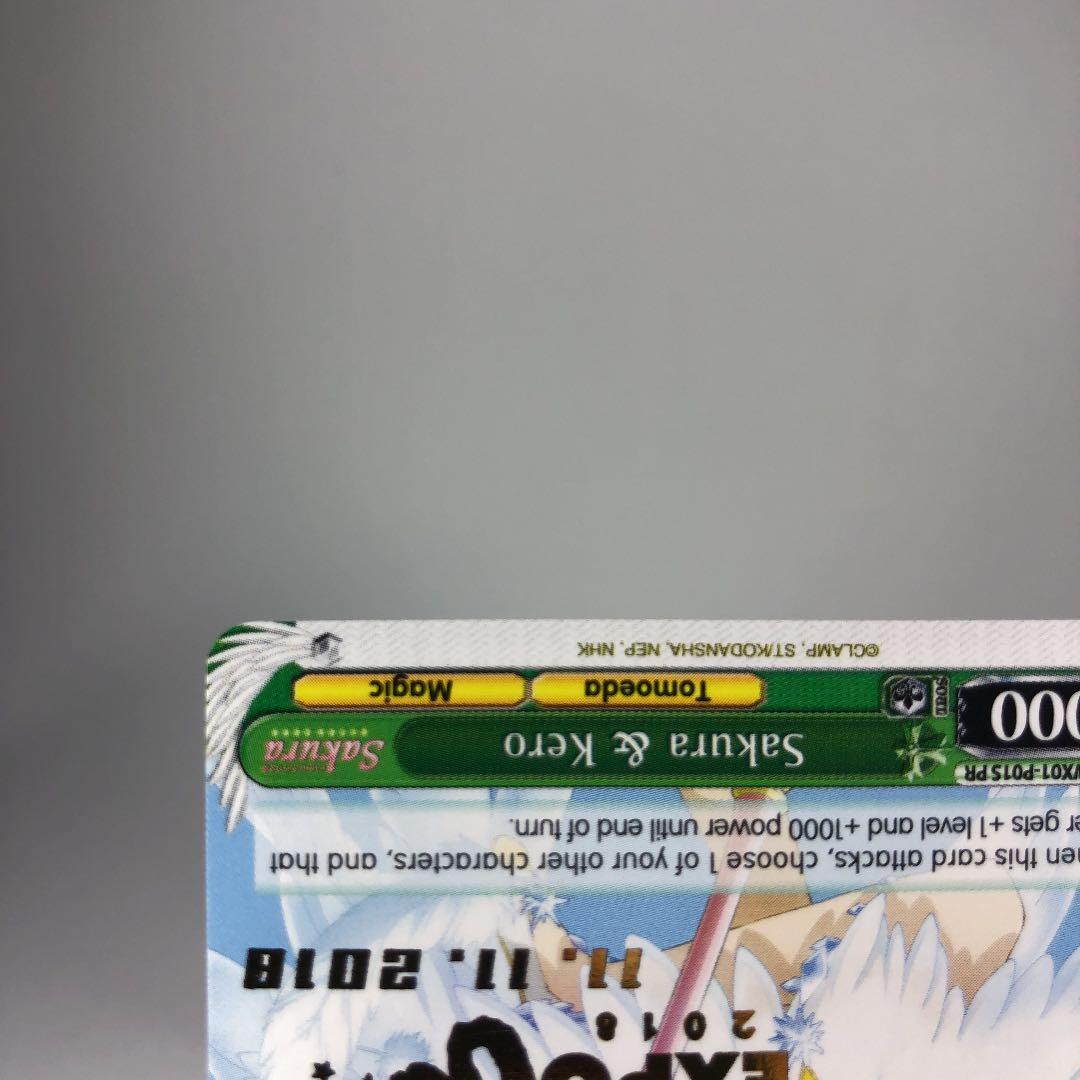 EXPO
2018
11.11.2018
hen this card attacks, choose 1 of your other characters, and that
er gets +1 level and +1000 power until end of turn.
VX01-P01S PR
Sakura & Kero
Sakura
000
SOUL
Tomoeda
Magic
©CLAMP, ST/KODANSHA, NEP, NHK